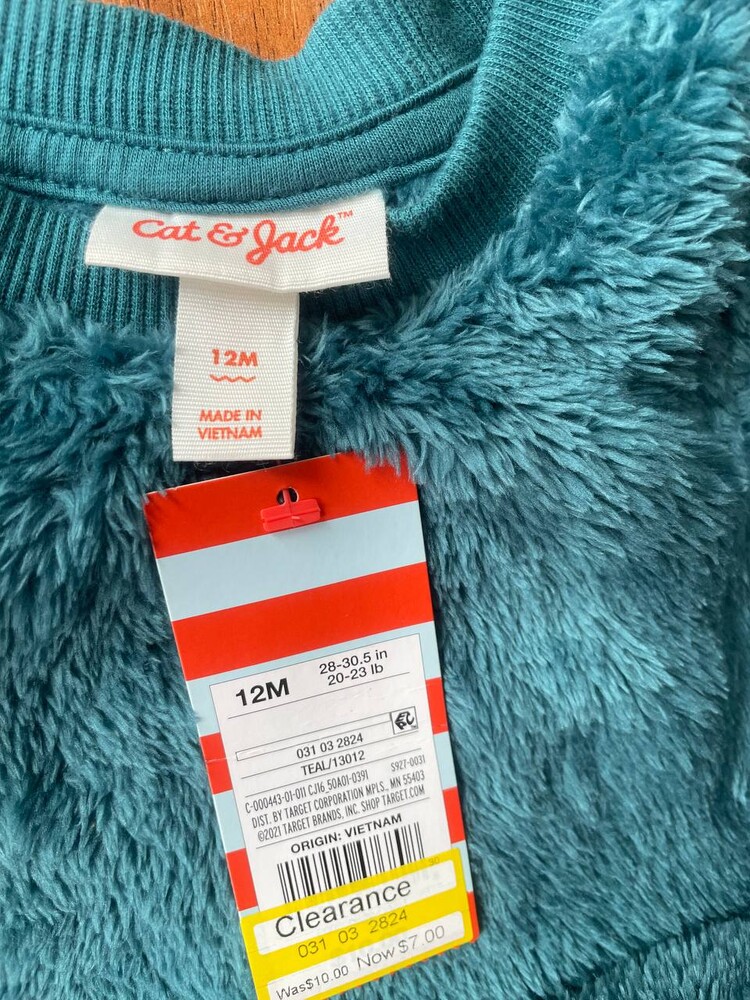 Cat & Jack™
12M
MADE IN
VIETNAM
12M
28-30.5 in
20-23 lb
031 03 2824
TEAL/13012
C-000443-01-011 CJ16_50A01-0391 S927-0031
DIST. BY TARGET CORPORATION MPLS., MN 55403
©2021 TARGET BRANDS, INC. SHOP TARGET.COM
ORIGIN: VIETNAM
30
Clearance
031 03 2824
Was$10.00 Now $7.00